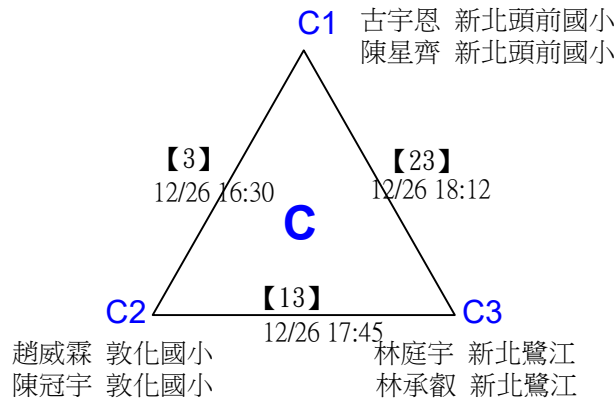 C1
古宇恩 新北頭前國小
陳星齊 新北頭前國小
【3】
12/26 16:30
【23】
12/26 18:12
C
C2
【13】
12/26 17:45
C3
趙威霖 敦化國小
陳冠宇 敦化國小
林庭宇 新北鷺江
林承叡 新北鷺江